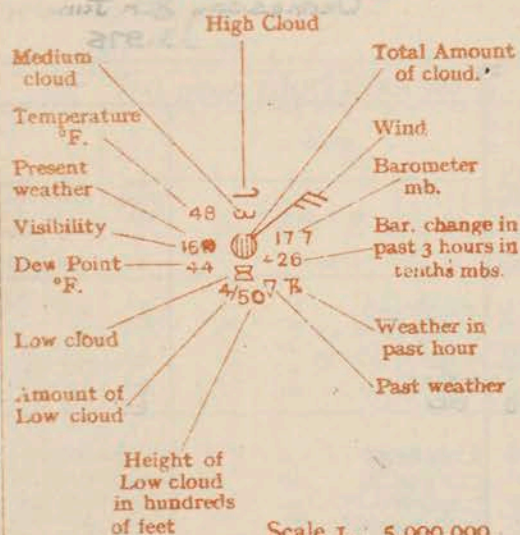 High Cloud
Medium
cloud
Total Amount
of cloud.
Temperature
°F.
Wind
Present
weather
Barometer
mb.
48
Visibility
16
177
Bar. change in
past 3 hours in
tenths mbs.
Dew Point
°F.
44
+26
4/50
Low cloud
Weather in
past hour
Amount of
Low cloud
Past weather
Height of
Low cloud
in hundreds
of feet
Scale 1 : 5,000,000